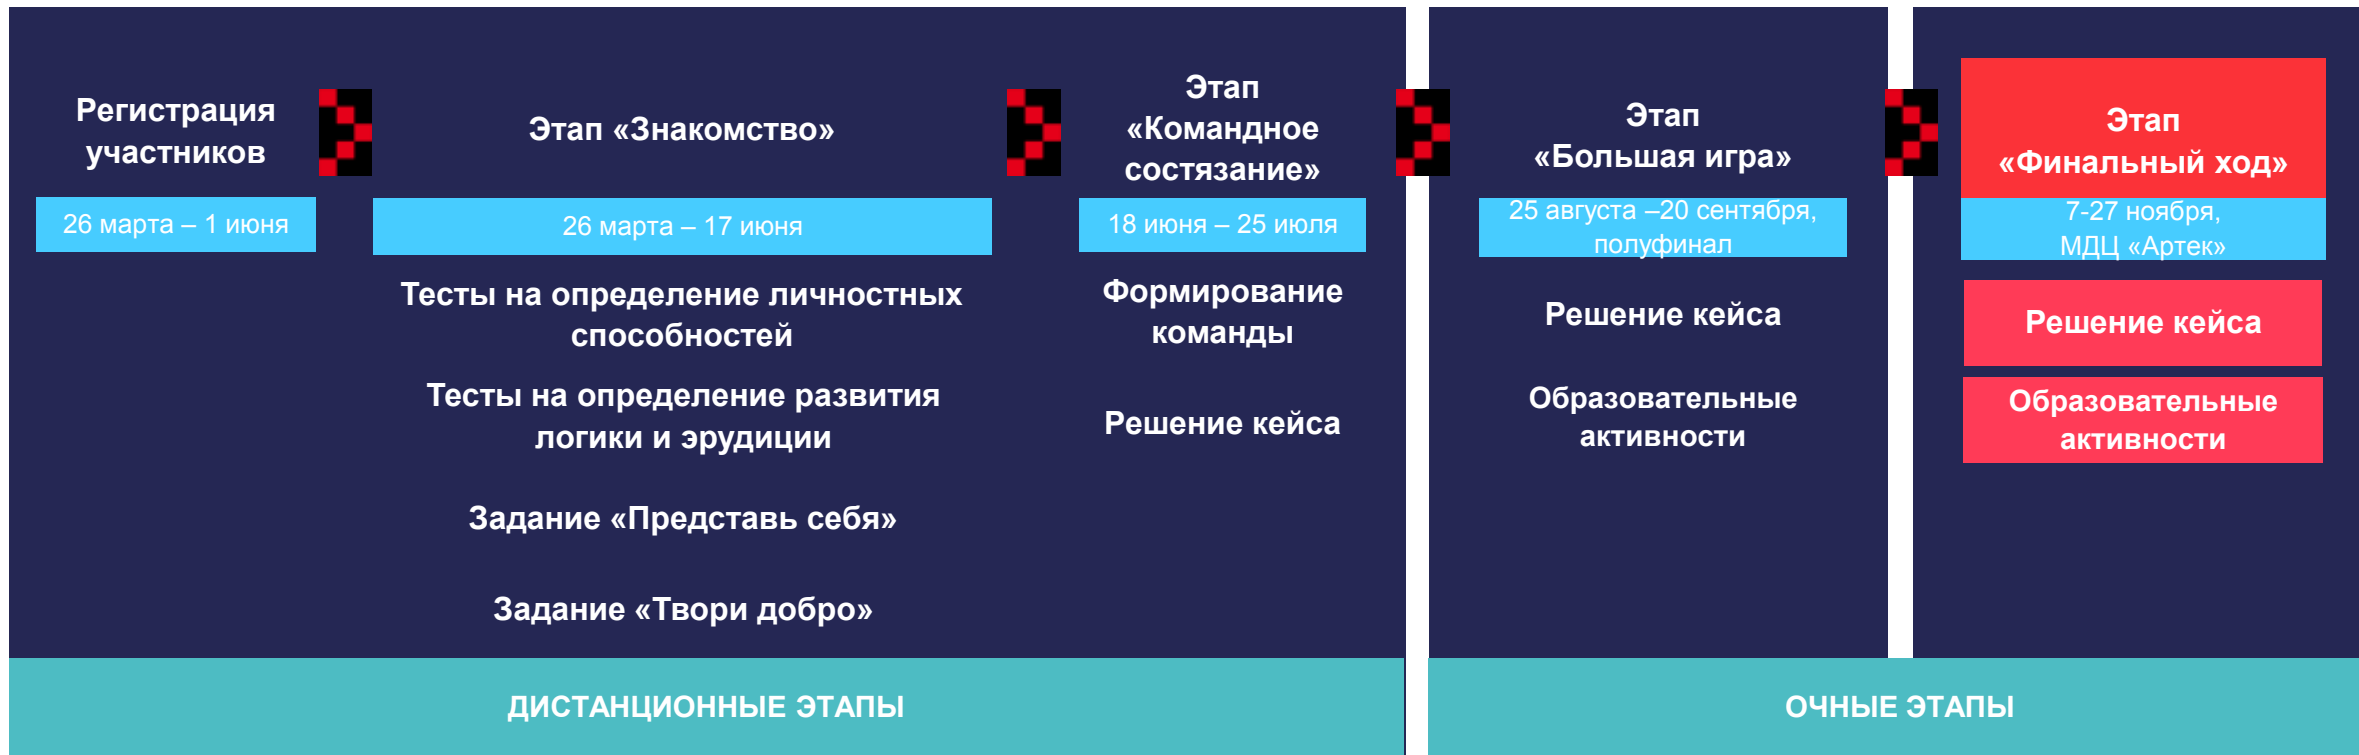 Регистрация
участников
26 марта – 1 июня
Этап «Знакомство»
26 марта – 17 июня
Тесты на определение личностных
способностей
Тесты на определение развития
логики и эрудиции
Задание «Представь себя»
Задание «Твори добро»
Этап
«Командное
состязание»
18 июня – 25 июля
Формирование
команды
Решение кейса
Этап
«Большая игра»
25 августа –20 сентября,
полуфинал
Решение кейса
Образовательные
активности
Этап
«Финальный ход»
7-27 ноября,
МДЦ «Артек»
Решение кейса
Образовательные
активности
ДИСТАНЦИОННЫЕ ЭТАПЫ
ОЧНЫЕ ЭТАПЫ